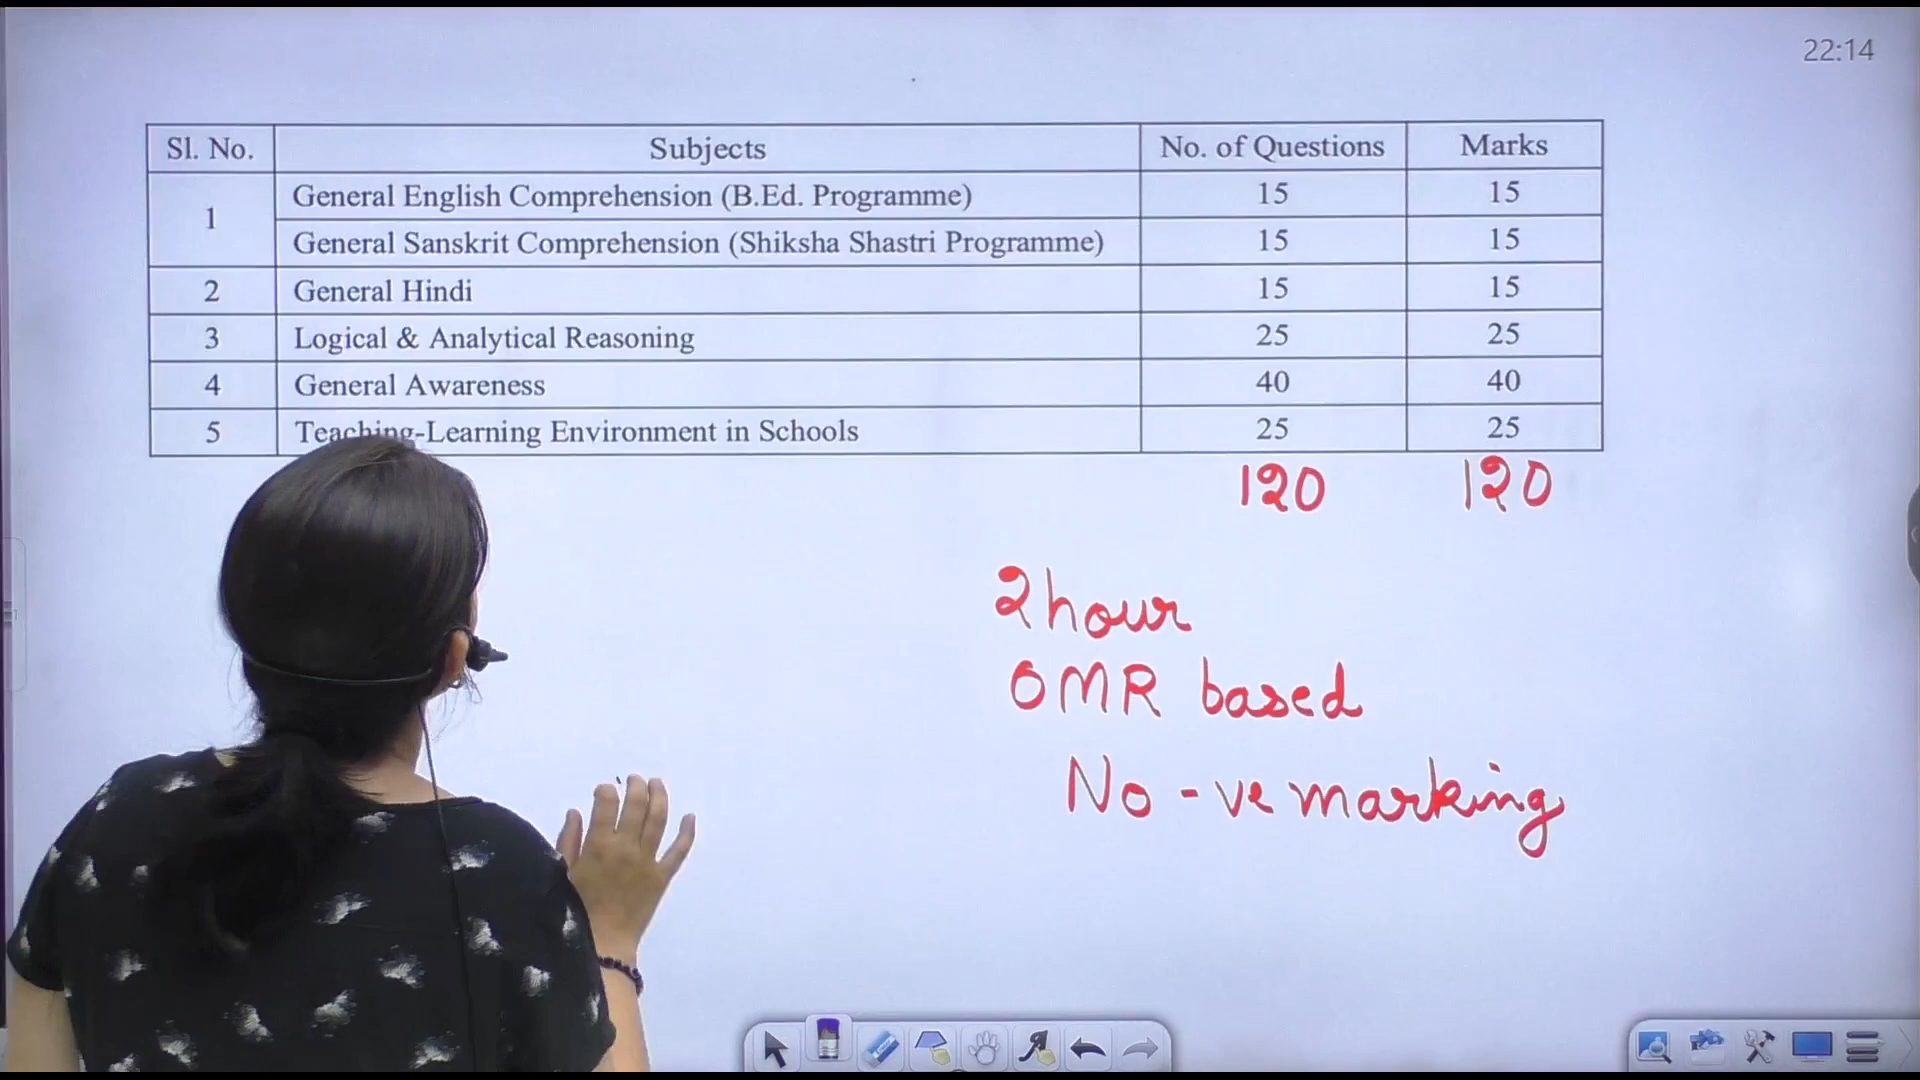 22:14
Sl. No. Subjects No. of Questions Marks
1 General English Comprehension (B.Ed. Programme) 15 15
General Sanskrit Comprehension (Shiksha Shastri Programme) 15 15
2 General Hindi 15 15
3 Logical & Analytical Reasoning 25 25
4 General Awareness 40 40
5 Teaching-Learning Environment in Schools 25 25
120 120
2 hour
OMR based
No -ve marking